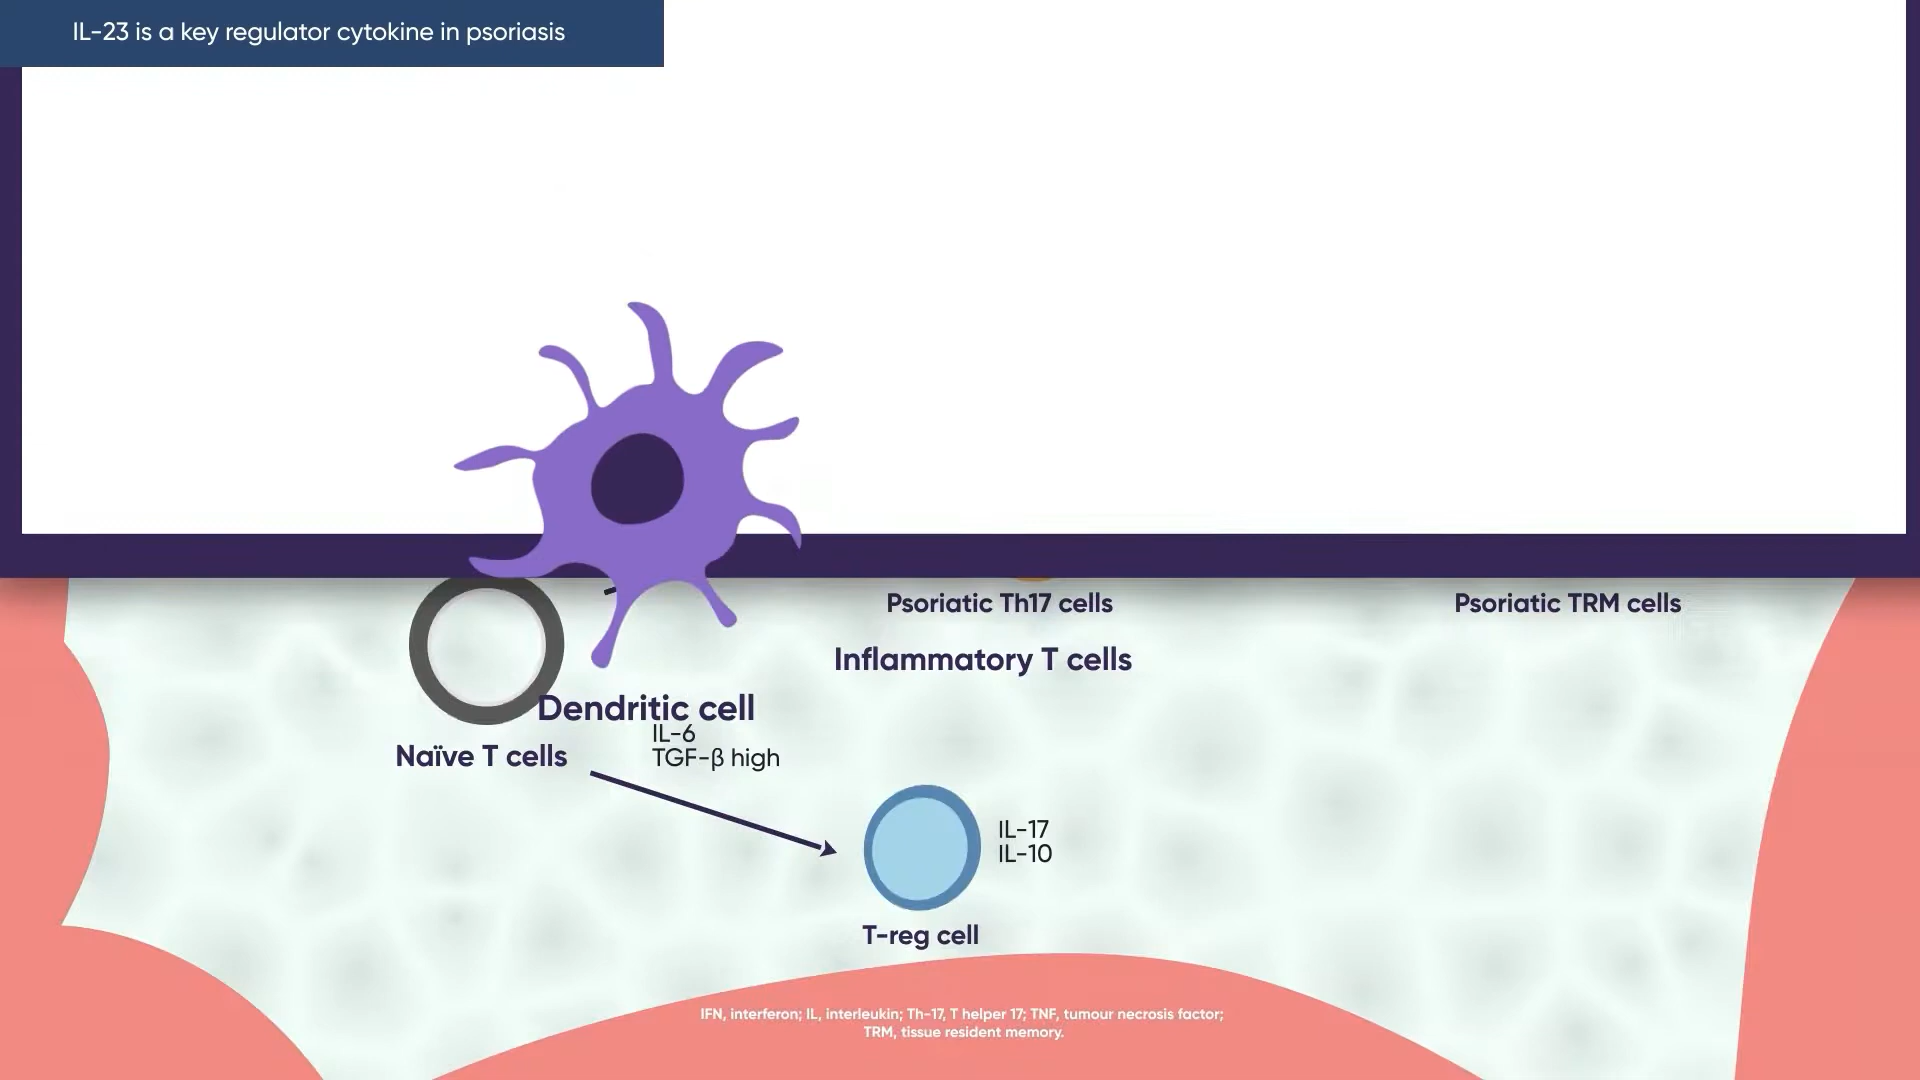 IL-23 is a key regulator cytokine in psoriasis
Psoriatic Th17 cells
Psoriatic TRM cells
Inflammatory T cells
Dendritic cell
IL-6
TGF-β high
Naïve T cells
IL-17
IL-10
T-reg cell
IFN, interferon; IL, interleukin; Th-17, T helper 17; TNF, tumour necrosis factor;
TRM, tissue resident memory.